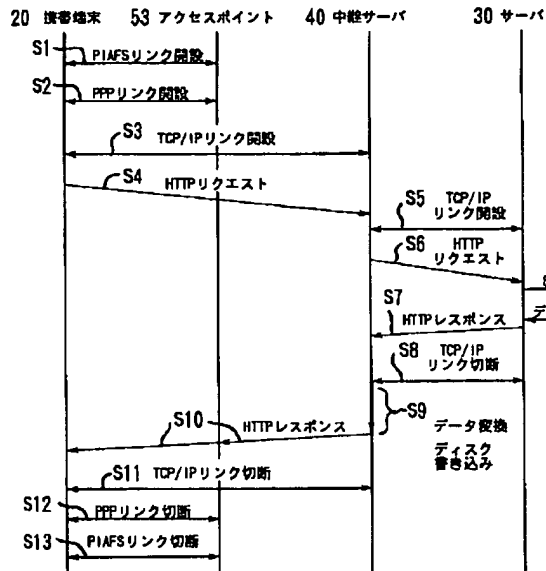 20 携帯端末 53 アクセスポイント 40 中継サーバ 30 サーバ
S1 PIAFSリンク開設
S2 PPPリンク開設
S3 TCP/IPリンク開設
S4 HTTPリクエスト
S5 TCP/IP
リンク開設
S6 HTTP
リクエスト
S7 HTTPレスポンス
S8 TCP/IP
リンク切断
S9
データ変換
ディスク
書き込み
S10 HTTPレスポンス
S11 TCP/IPリンク切断
S12 PPPリンク切断
S13 PIAFSリンク切断